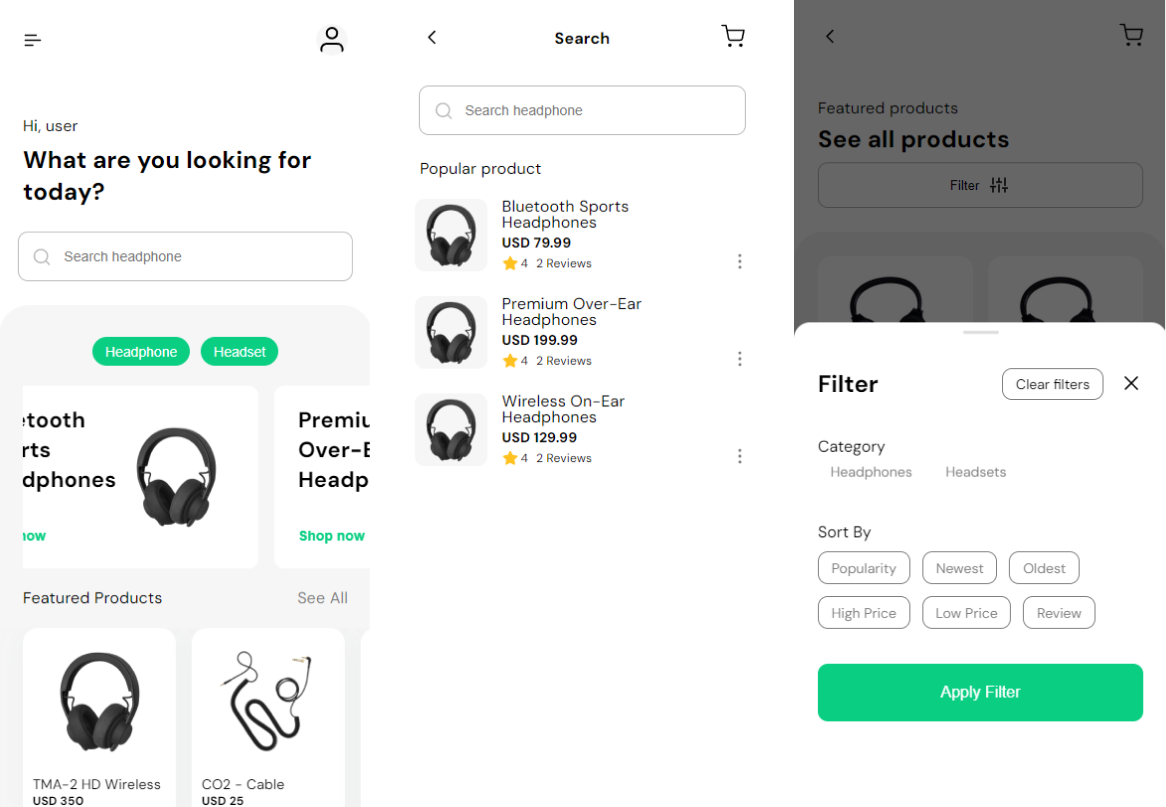 Hi, user
What are you looking for
today?
Search headphone
Headphone
Headset
etooth
rts
dphones
now
Premiu
Over-E
Headp
Shop now
Featured Products
See All
TMA-2 HD Wireless
USD 350
CO2 - Cable
USD 25
Search
Search headphone
Popular product
Bluetooth Sports
Headphones
USD 79.99
4 2 Reviews
Premium Over-Ear
Headphones
USD 199.99
4 2 Reviews
Wireless On-Ear
Headphones
USD 129.99
4 2 Reviews
Featured products
See all products
Filter
Filter
Clear filters
Category
Headphones
Headsets
Sort By
Popularity
Newest
Oldest
High Price
Low Price
Review
Apply Filter